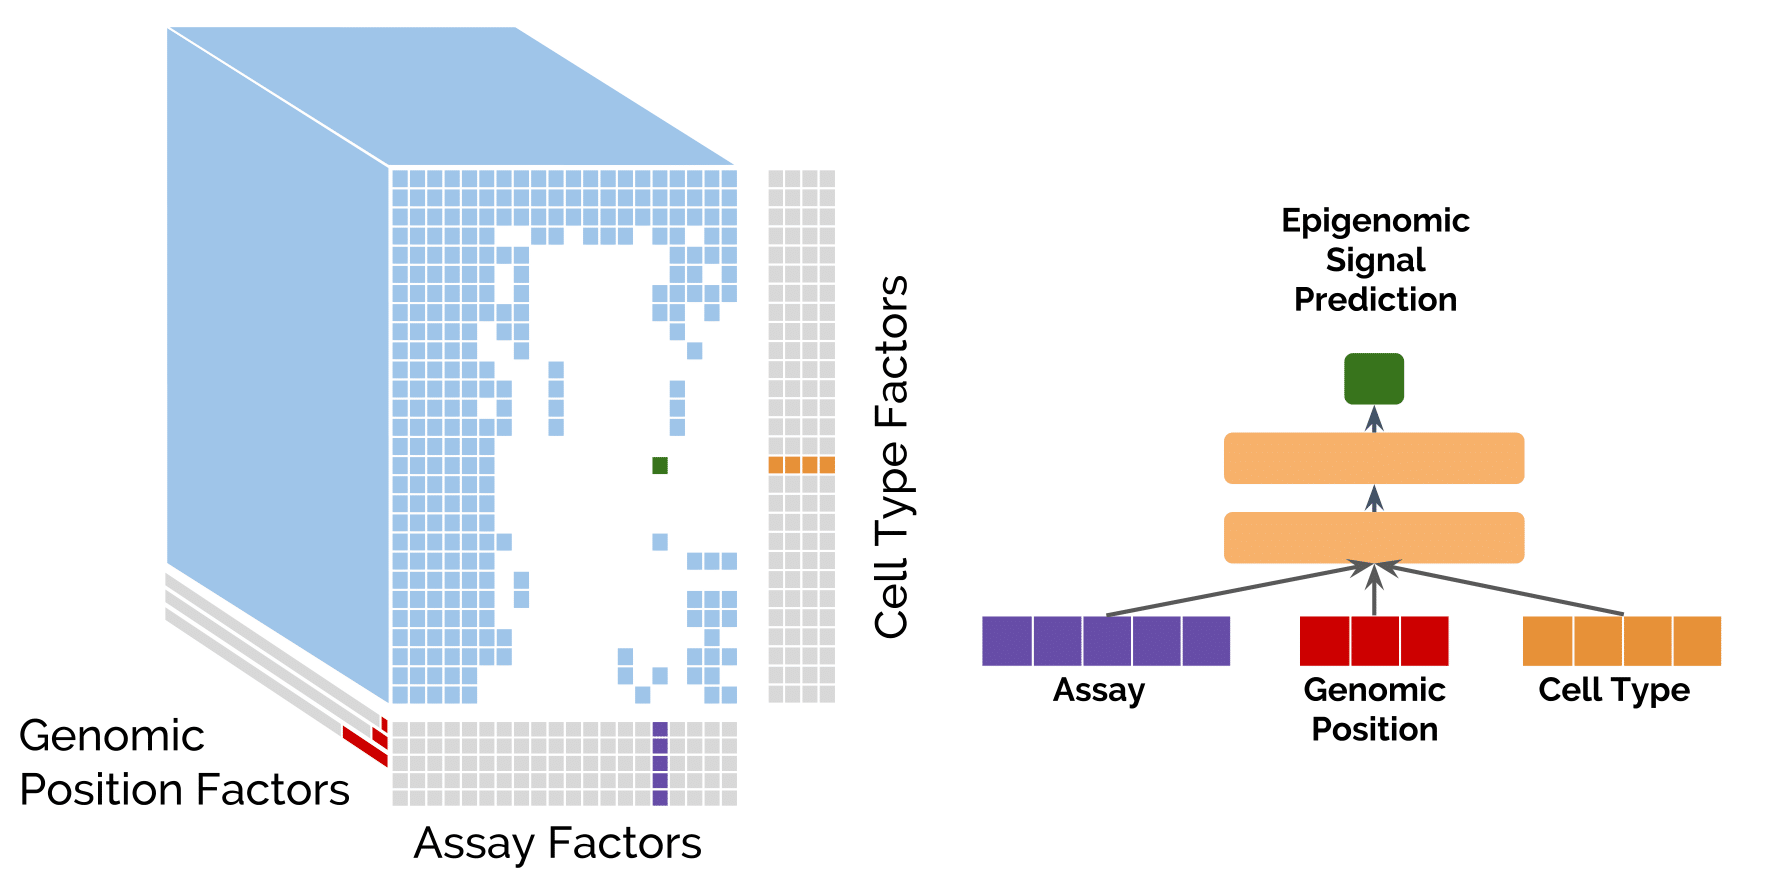 Genomic
Position Factors
Assay Factors
Cell Type Factors
Epigenomic
Signal
Prediction
Assay
Genomic
Position
Cell Type